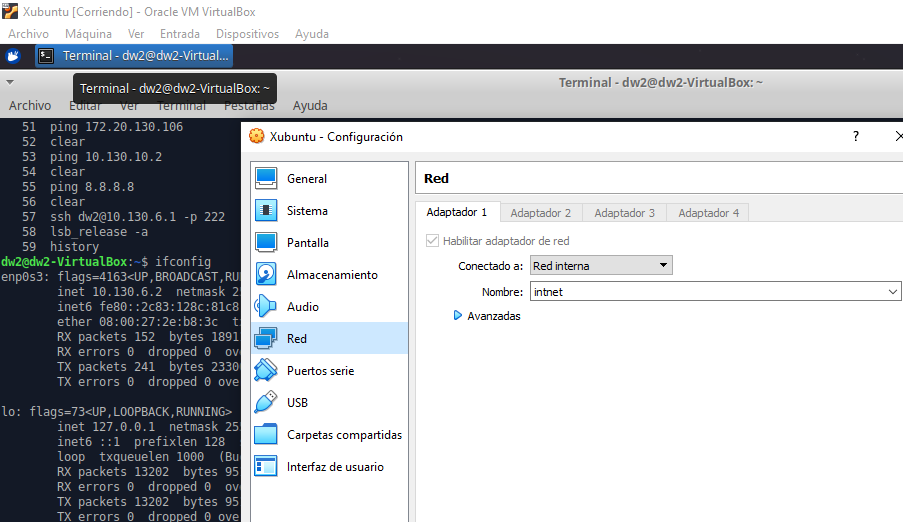 Xubuntu [Corriendo] - Oracle VM VirtualBox
Archivo Máquina Ver Entrada Dispositivos Ayuda
Terminal - dw2@dw2-Virtual...
Terminal - dw2@dw2-VirtualBox: ~
Terminal - dw2@dw2-VirtualBox: ~
Archivo Editar Ver Terminal Pestañas Ayuda
51 ping 172.20.130.106
52 clear
53 ping 10.130.10.2
54 clear
55 ping 8.8.8.8
56 clear
57 ssh dw2@10.130.6.1 -p 222
58 lsb_release -a
59 history
dw2@dw2-VirtualBox:~$ ifconfig
enp0s3: flags=4163<UP,BROADCAST,RU
inet 10.130.6.2 netmask 25
inet6 fe80::2c83:128c:81c8
ether 08:00:27:2e:b8:3c t
RX packets 152 bytes 1891
RX errors 0 dropped 0 ove
TX packets 241 bytes 2330
TX errors 0 dropped 0 ove
lo: flags=73<UP,LOOPBACK,RUNNING>
inet 127.0.0.1 netmask 255
inet6 ::1 prefixlen 128
loop txqueuelen 1000 (Bu
RX packets 13202 bytes 95
RX errors 0 dropped 0 ove
TX packets 13202 bytes 95
TX errors 0 dropped 0 ove
Xubuntu - Configuración
General
Sistema
Pantalla
Almacenamiento
Audio
Red
Puertos serie
USB
Carpetas compartidas
Interfaz de usuario
Red
Adaptador 1 Adaptador 2 Adaptador 3 Adaptador 4
Habilitar adaptador de red
Conectado a: Red interna
Nombre: intnet
Avanzadas